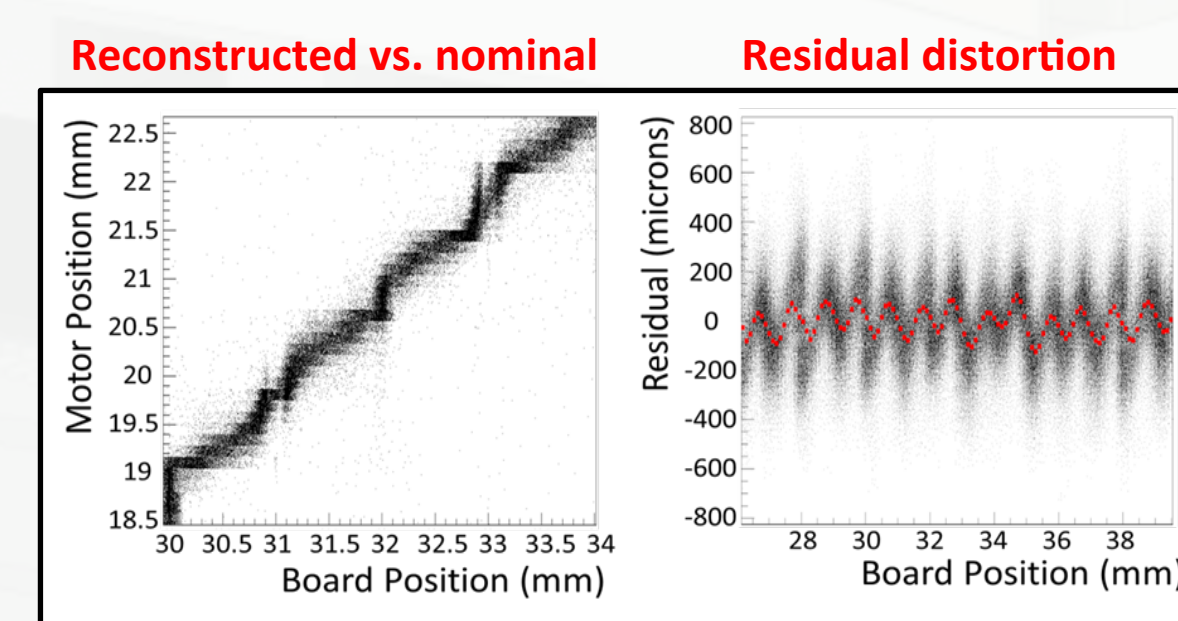 Reconstructed vs. nominal
Residual distortion
Motor Position (mm)
22.5
22
21.5
21
20.5
20
19.5
19
18.5
30 30.5 31 31.5 32 32.5 33 33.5 34
Board Position (mm)
Residual (microns)
800
600
400
200
0
-200
-400
-600
-800
28 30 32 34 36 38
Board Position (mm)